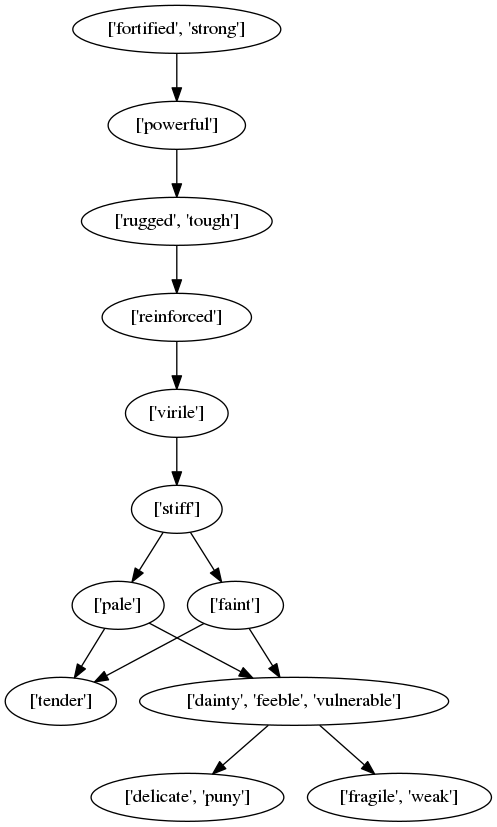 ['fortified', 'strong']
['powerful']
['rugged', 'tough']
['reinforced']
['virile']
['stiff']
['pale']
['faint']
['tender']
['dainty', 'feeble', 'vulnerable']
['delicate', 'puny']
['fragile', 'weak']